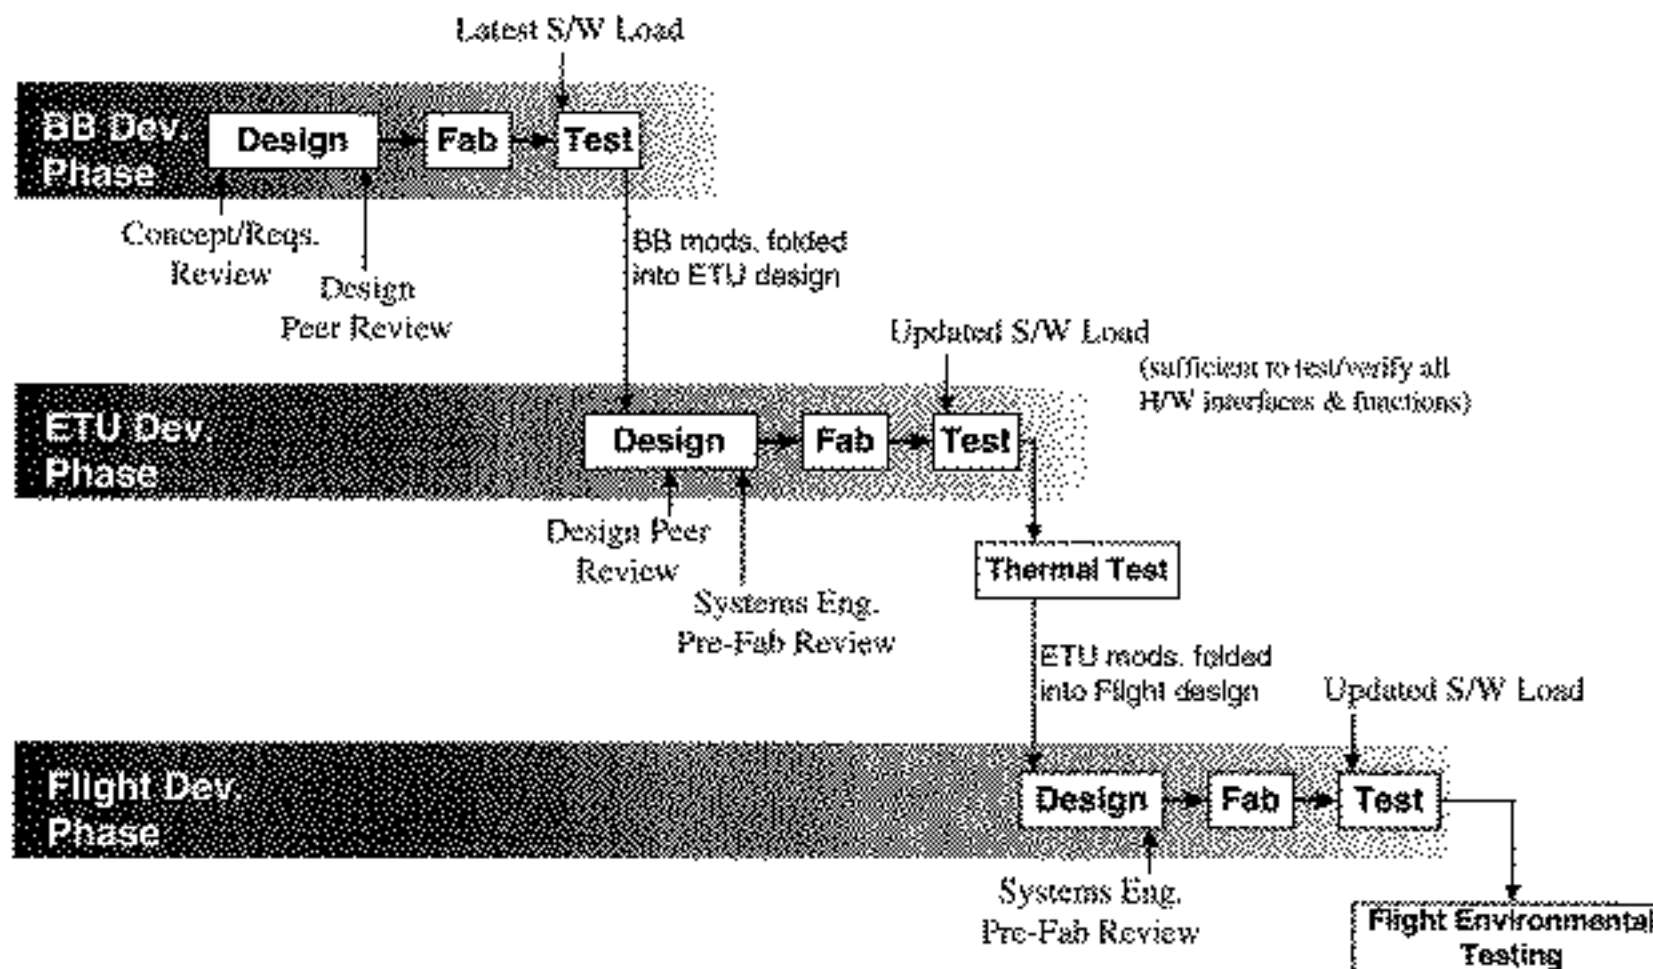 Latest S/W Load
BB Dev.
Phase
Design
Fab
Test
Concept/Reqs.
Review
Design
Peer Review
BB mods. folded
into ETU design
Updated S/W Load
(sufficient to test/verify all
H/W interfaces & functions)
ETU Dev.
Phase
Design
Fab
Test
Design Peer
Review
Systems Eng.
Pre-Fab Review
Thermal Test
ETU mods. folded
into Flight design
Updated S/W Load
Flight Dev.
Phase
Design
Fab
Test
Systems Eng.
Pre-Fab Review
Flight Environmental
Testing